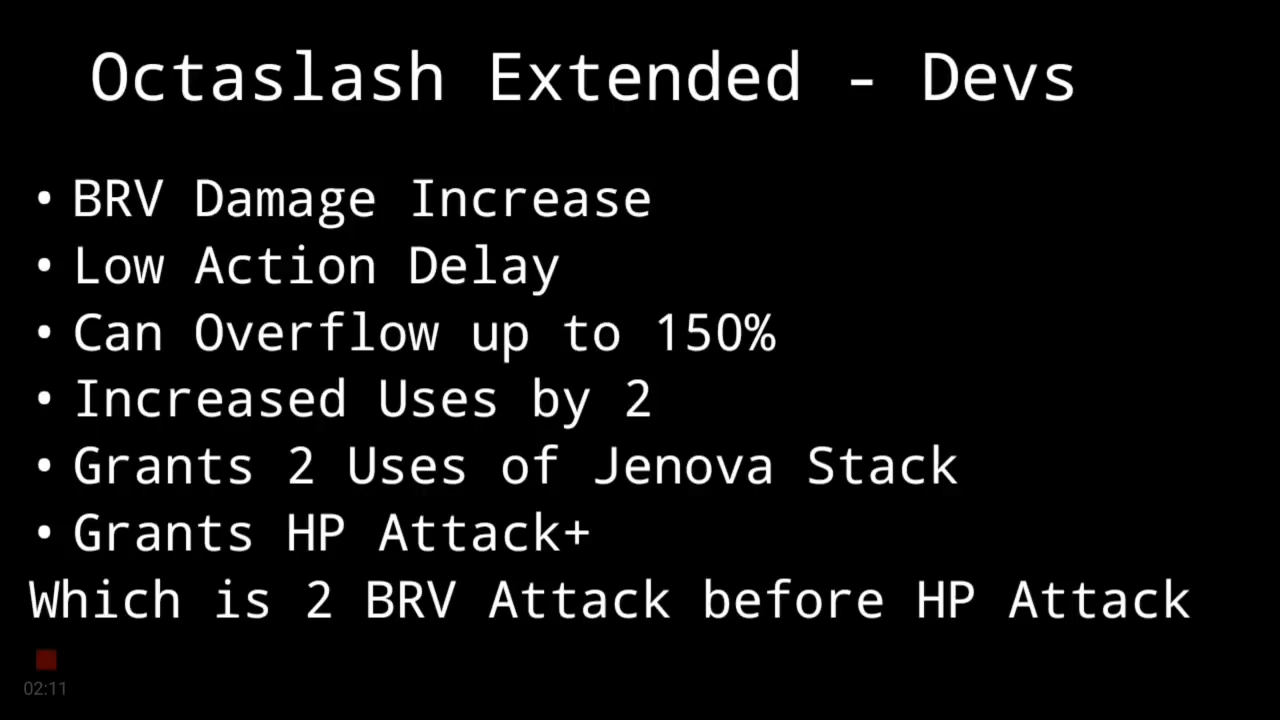 Octaslash Extended - Devs
• BRV Damage Increase
• Low Action Delay
• Can Overflow up to 150%
• Increased Uses by 2
• Grants 2 Uses of Jenova Stack
• Grants HP Attack+
Which is 2 BRV Attack before HP Attack
02:11